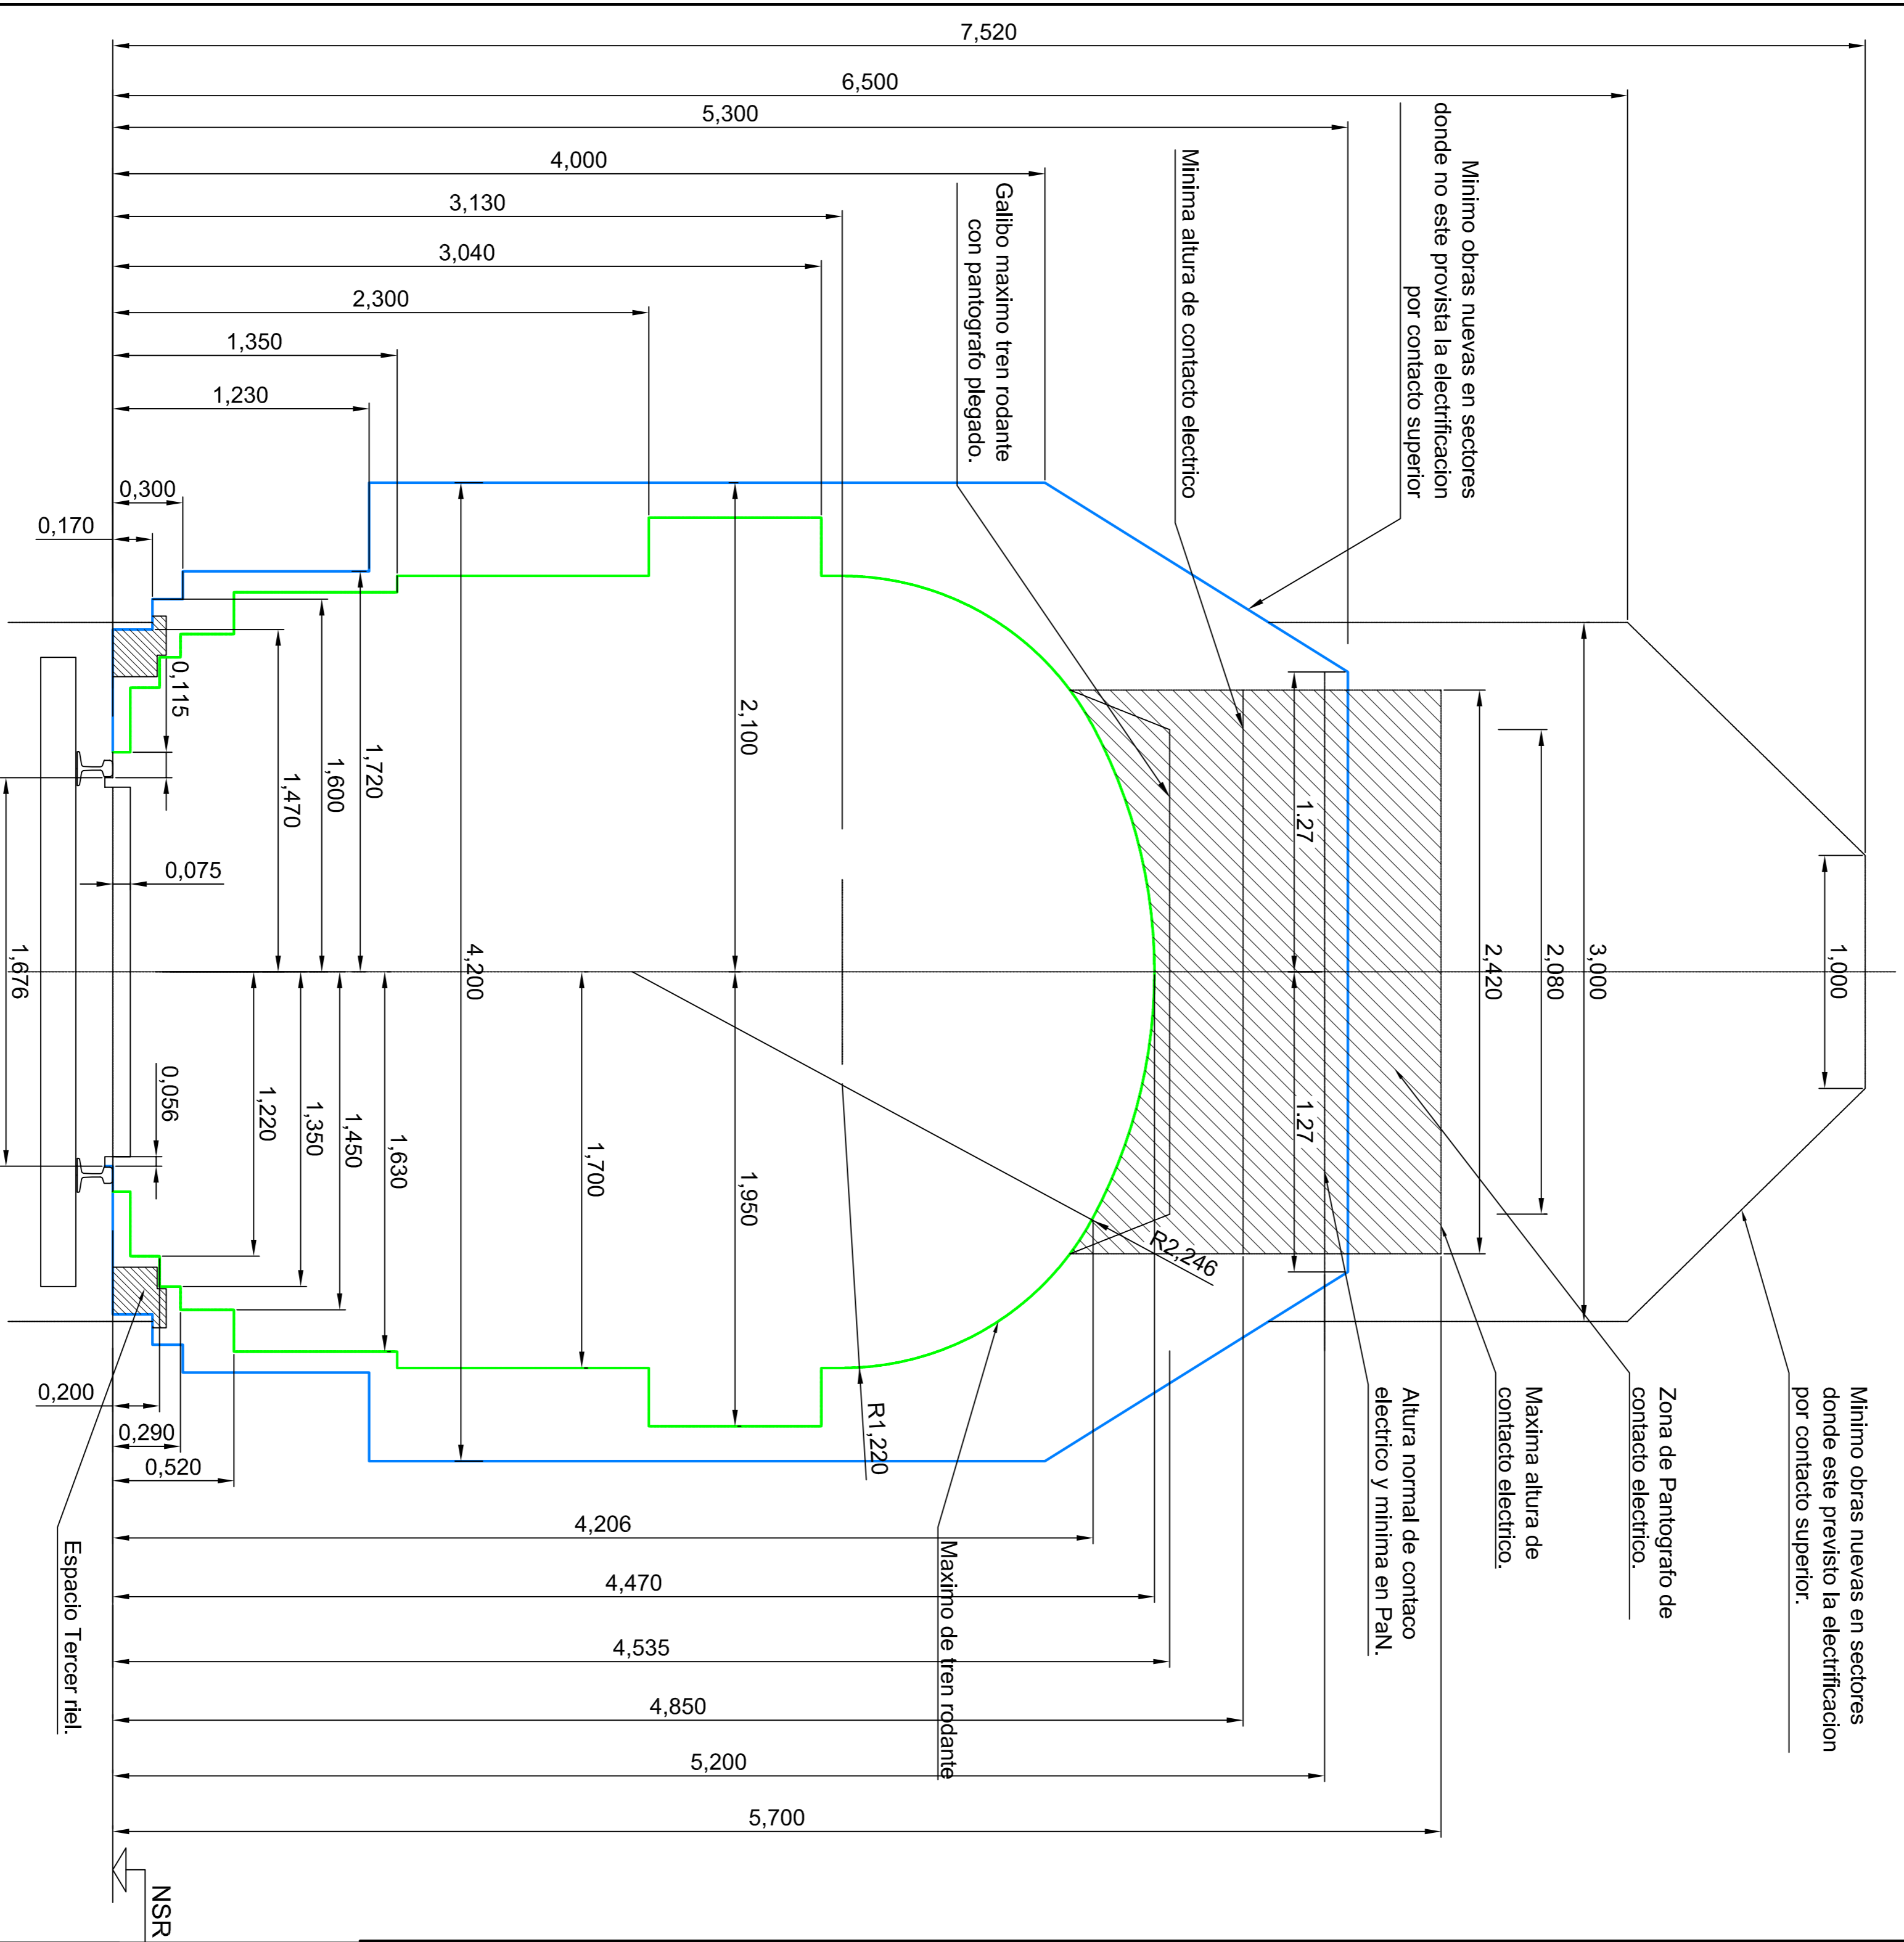 7,520
6,500
5,300
4,000
3,130
3,040
2,300
1,350
1,230
0,300
0,170
Minimo obras nuevas en sectores
donde no este provista la electrificacion
por contacto superior
Minima altura de contacto electrico
Galibo maximo tren rodante
con pantografo plegado.
0,115
1,720
1,600
1,470
2,100
4,200
0,075
1,676
1.27
1.27
2,420
2,080
3,000
1,000
0,056
1,220
1,350
1,450
1,630
1,700
1,950
R2,246
R1,220
0,200
0,290
0,520
Minimo obras nuevas en sectores
donde este previsto la electrificacion
por contacto superior.
Zona de Pantografo de
contacto electrico.
Maxima altura de
contacto electrico.
Altura normal de contaco
electrico y minima en PaN.
Maximo de tren rodante
Espacio Tercer riel.
4,206
4,470
4,535
4,850
5,200
5,700
NSR